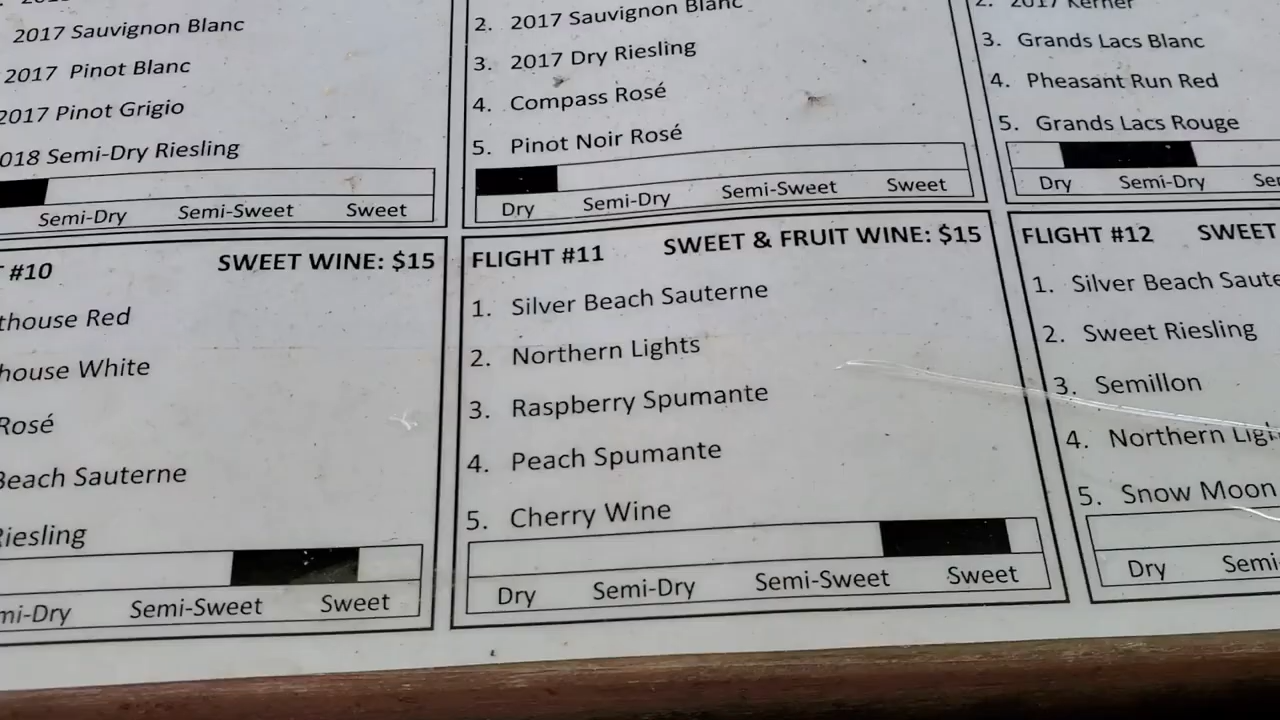 2017 Sauvignon Blanc
2017 Pinot Blanc
2017 Pinot Grigio
018 Semi-Dry Riesling
Semi-Dry Semi-Sweet Sweet
2. 2017 Sauvignon Blanc
3. 2017 Dry Riesling
4. Compass Rosé
5. Pinot Noir Rosé
Dry Semi-Dry Semi-Sweet Sweet
2. 2017 Kerner
3. Grands Lacs Blanc
4. Pheasant Run Red
5. Grands Lacs Rouge
Dry Semi-Dry
#10 SWEET WINE: $15
thouse Red
house White
Rosé
Beach Sauterne
Riesling
mi-Dry Semi-Sweet Sweet
FLIGHT #11 SWEET & FRUIT WINE: $15
1. Silver Beach Sauterne
2. Northern Lights
3. Raspberry Spumante
4. Peach Spumante
5. Cherry Wine
Dry Semi-Dry Semi-Sweet Sweet
FLIGHT #12 SWEET
1. Silver Beach Saute
2. Sweet Riesling
3. Semillon
4. Northern Ligh
5. Snow Moon
Dry Semi-